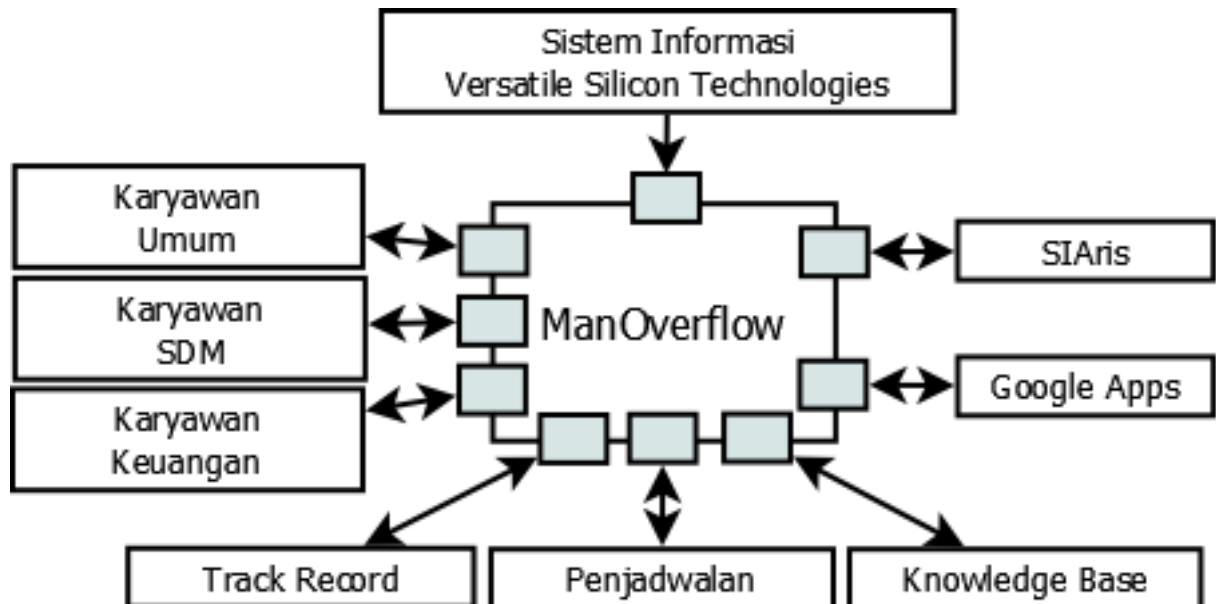 Sistem Informasi
Versatile Silicon Technologies
Karyawan
Umum
SIAris
Karyawan
SDM
ManOverflow
Google Apps
Karyawan
Keuangan
Track Record
Penjadwalan
Knowledge Base